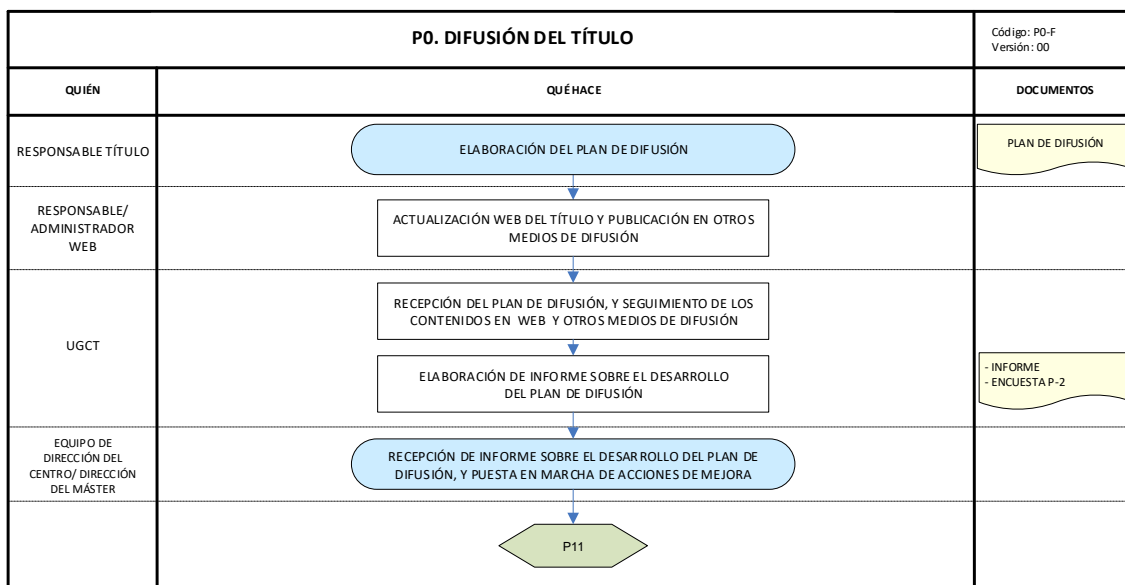 P0. DIFUSIÓN DEL TÍTULO
Código: P0-F
Versión: 00
QUIÉN
QUÉ HACE
DOCUMENTOS
RESPONSABLE TÍTULO
ELABORACIÓN DEL PLAN DE DIFUSIÓN
PLAN DE DIFUSIÓN
RESPONSABLE/
ADMINISTRADOR
WEB
ACTUALIZACIÓN WEB DEL TÍTULO Y PUBLICACIÓN EN OTROS
MEDIOS DE DIFUSIÓN
UGCT
RECEPCIÓN DEL PLAN DE DIFUSIÓN, Y SEGUIMIENTO DE LOS
CONTENIDOS EN WEB Y OTROS MEDIOS DE DIFUSIÓN
ELABORACIÓN DE INFORME SOBRE EL DESARROLLO
DEL PLAN DE DIFUSIÓN
- INFORME
- ENCUESTA P-2
EQUIPO DE
DIRECCIÓN DEL
CENTRO/ DIRECCIÓN
DEL MÁSTER
RECEPCIÓN DE INFORME SOBRE EL DESARROLLO DEL PLAN DE
DIFUSIÓN, Y PUESTA EN MARCHA DE ACCIONES DE MEJORA
P11